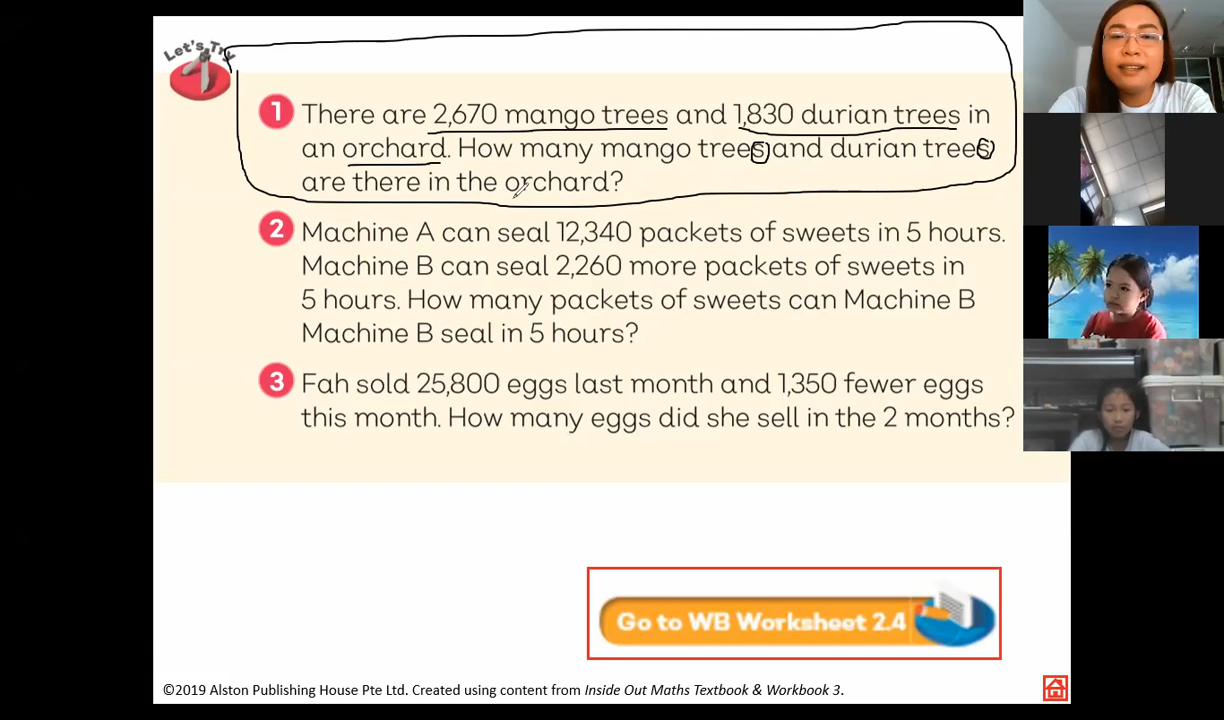 Let's Try
1 There are 2,670 mango trees and 1,830 durian trees in
an orchard. How many mango trees and durian trees
are there in the orchard?
2 Machine A can seal 12,340 packets of sweets in 5 hours.
Machine B can seal 2,260 more packets of sweets in
5 hours. How many packets of sweets can Machine B
Machine B seal in 5 hours?
3 Fah sold 25,800 eggs last month and 1,350 fewer eggs
this month. How many eggs did she sell in the 2 months?
Go to WB Worksheet 2.4
©2019 Alston Publishing House Pte Ltd. Created using content from Inside Out Maths Textbook & Workbook 3.